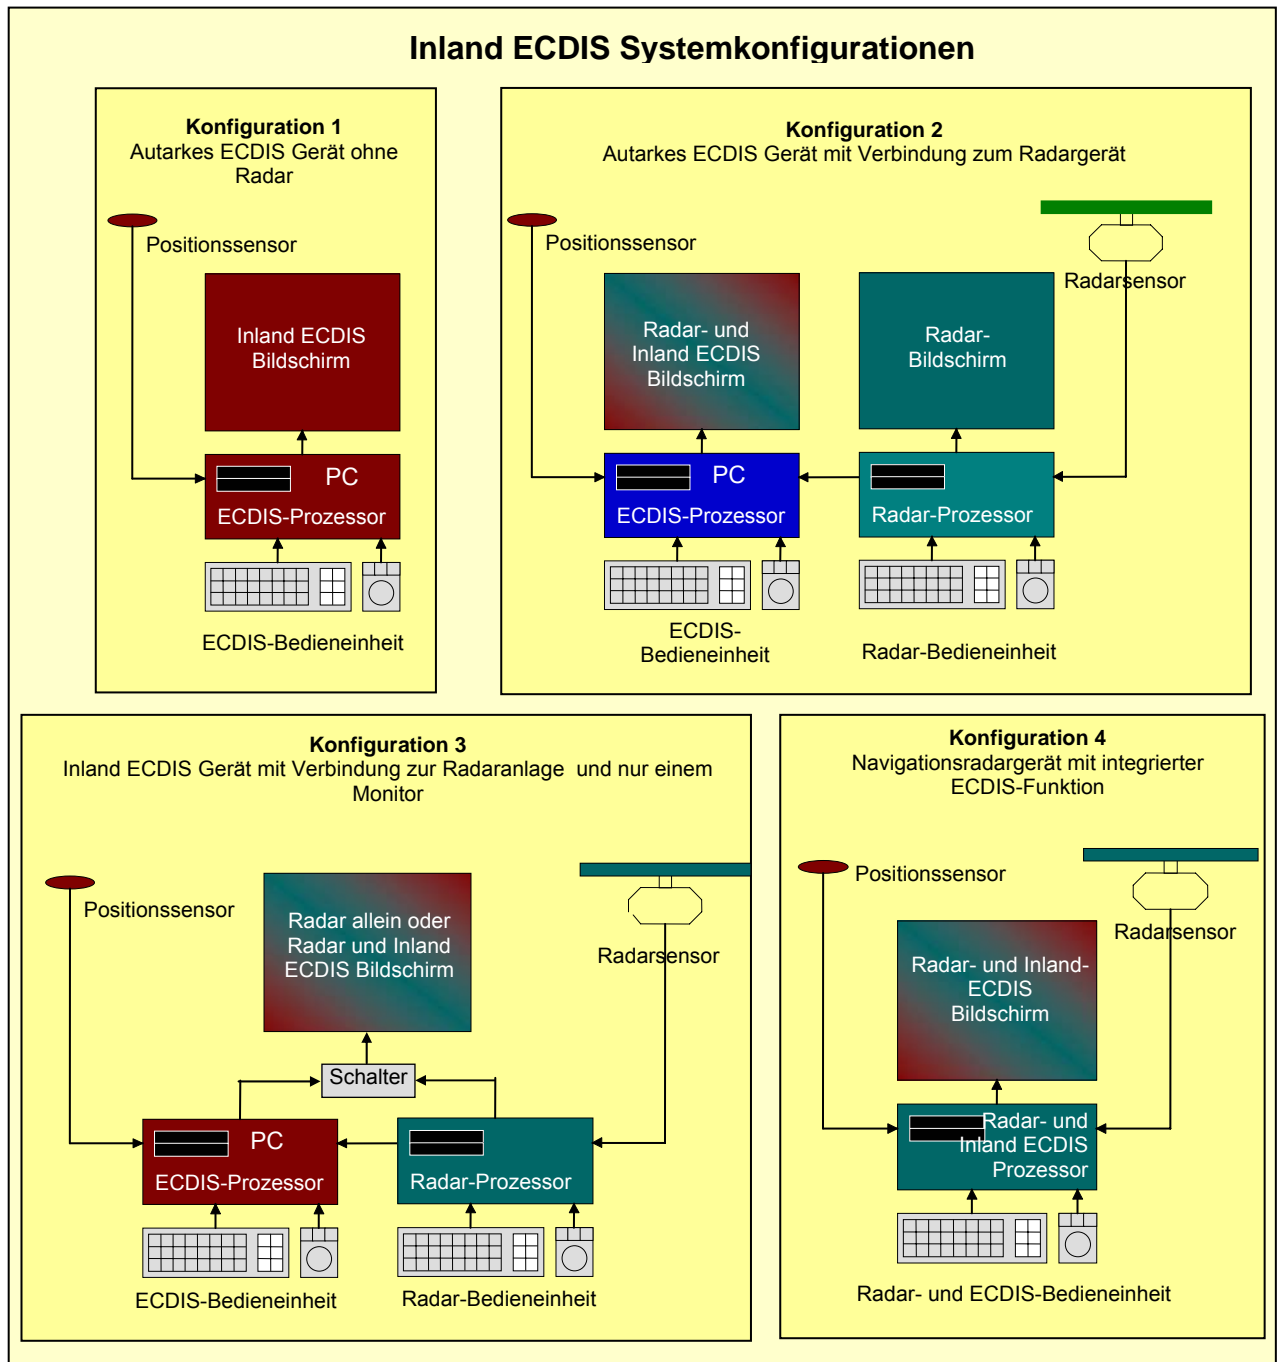 Inland ECDIS Systemkonfigurationen
Konfiguration 1
Autarkes ECDIS Gerät ohne
Radar
Positionssensor
Inland ECDIS
Bildschirm
PC
ECDIS-Prozessor
ECDIS-Bedieneinheit
Konfiguration 2
Autarkes ECDIS Gerät mit Verbindung zum Radargerät
Positionssensor
Radarsensor
Radar- und
Inland ECDIS
Bildschirm
Radar-
Bildschirm
PC
ECDIS-Prozessor
Radar-Prozessor
ECDIS-
Bedieneinheit
Radar-Bedieneinheit
Konfiguration 3
Inland ECDIS Gerät mit Verbindung zur Radaranlage  und nur einem
Monitor
Positionssensor
Radar allein oder
Radar und Inland
ECDIS Bildschirm
Radarsensor
Schalter
PC
ECDIS-Prozessor
Radar-Prozessor
ECDIS-Bedieneinheit
Radar-Bedieneinheit
Konfiguration 4
Navigationsradargerät mit integrierter
ECDIS-Funktion
Positionssensor
Radarsensor
Radar- und Inland-
ECDIS
Bildschirm
Radar- und
Inland ECDIS
Prozessor
Radar- und ECDIS-Bedieneinheit